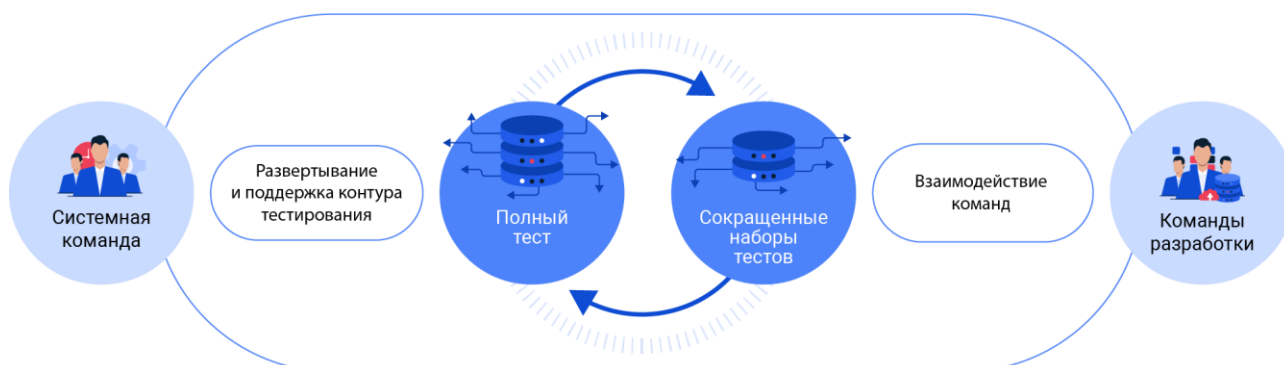 Системная
команда
Развертывание
и поддержка контура
тестирования
Полный
тест
Сокращенные
наборы
тестов
Взаимодействие
команд
Команды
разработки